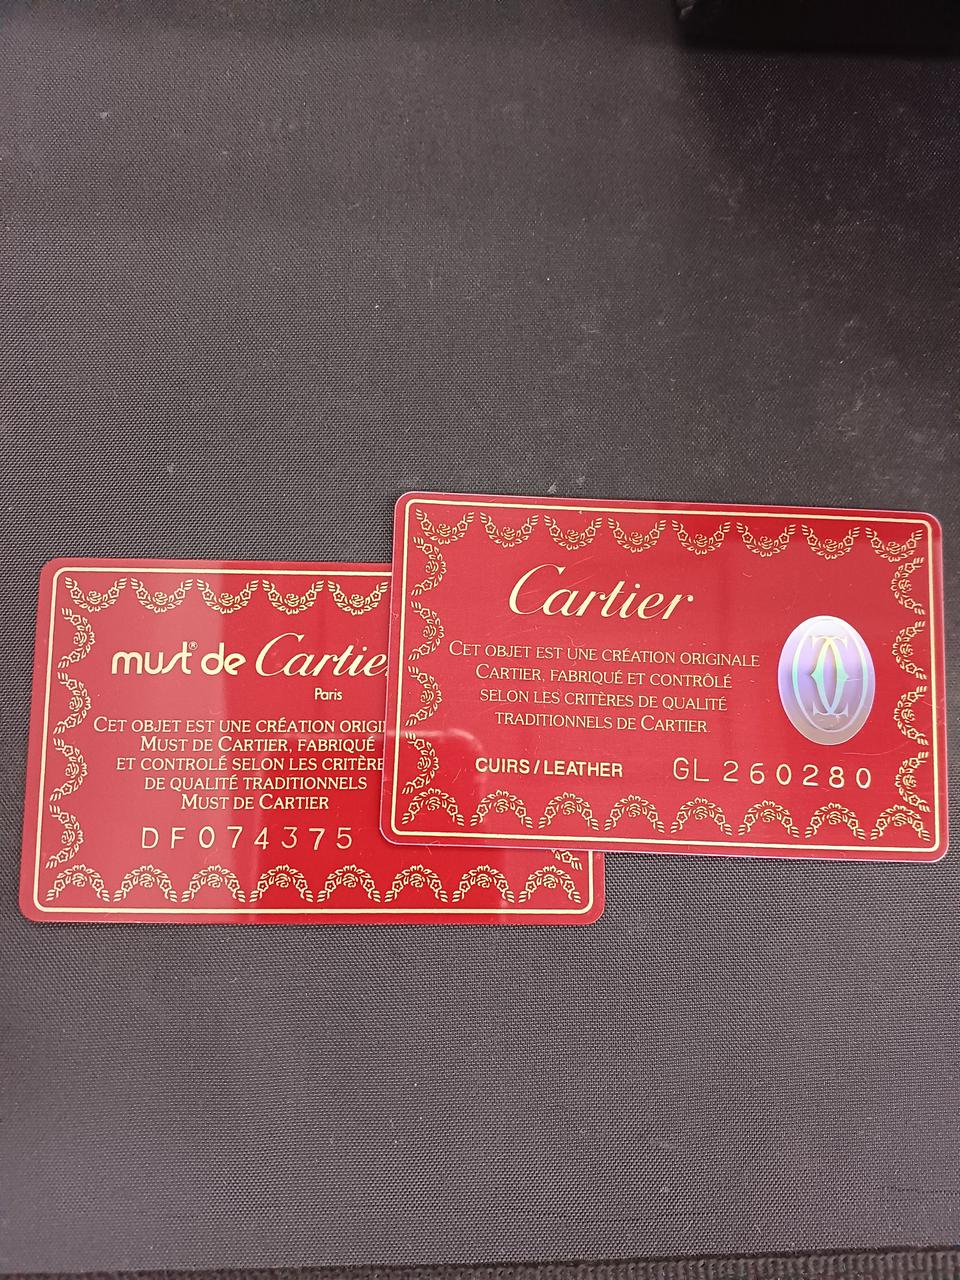 must® de Cartie
Paris
CET OBJET EST UNE CRÉATION ORIGI
MUST DE CARTIER, FABRIQUÉ
ET CONTROLÉ SELON LES CRITÈRE
DE QUALITÉ TRADITIONNELS
MUST DE CARTIER
DF074375
Cartier
CET OBJET EST UNE CRÉATION ORIGINALE
CARTIER, FABRIQUÉ ET CONTRÔLÉ
SELON LES CRITÈRES DE QUALITÉ
TRADITIONNELS DE CARTIER.
CUIRS/LEATHER GL 260280